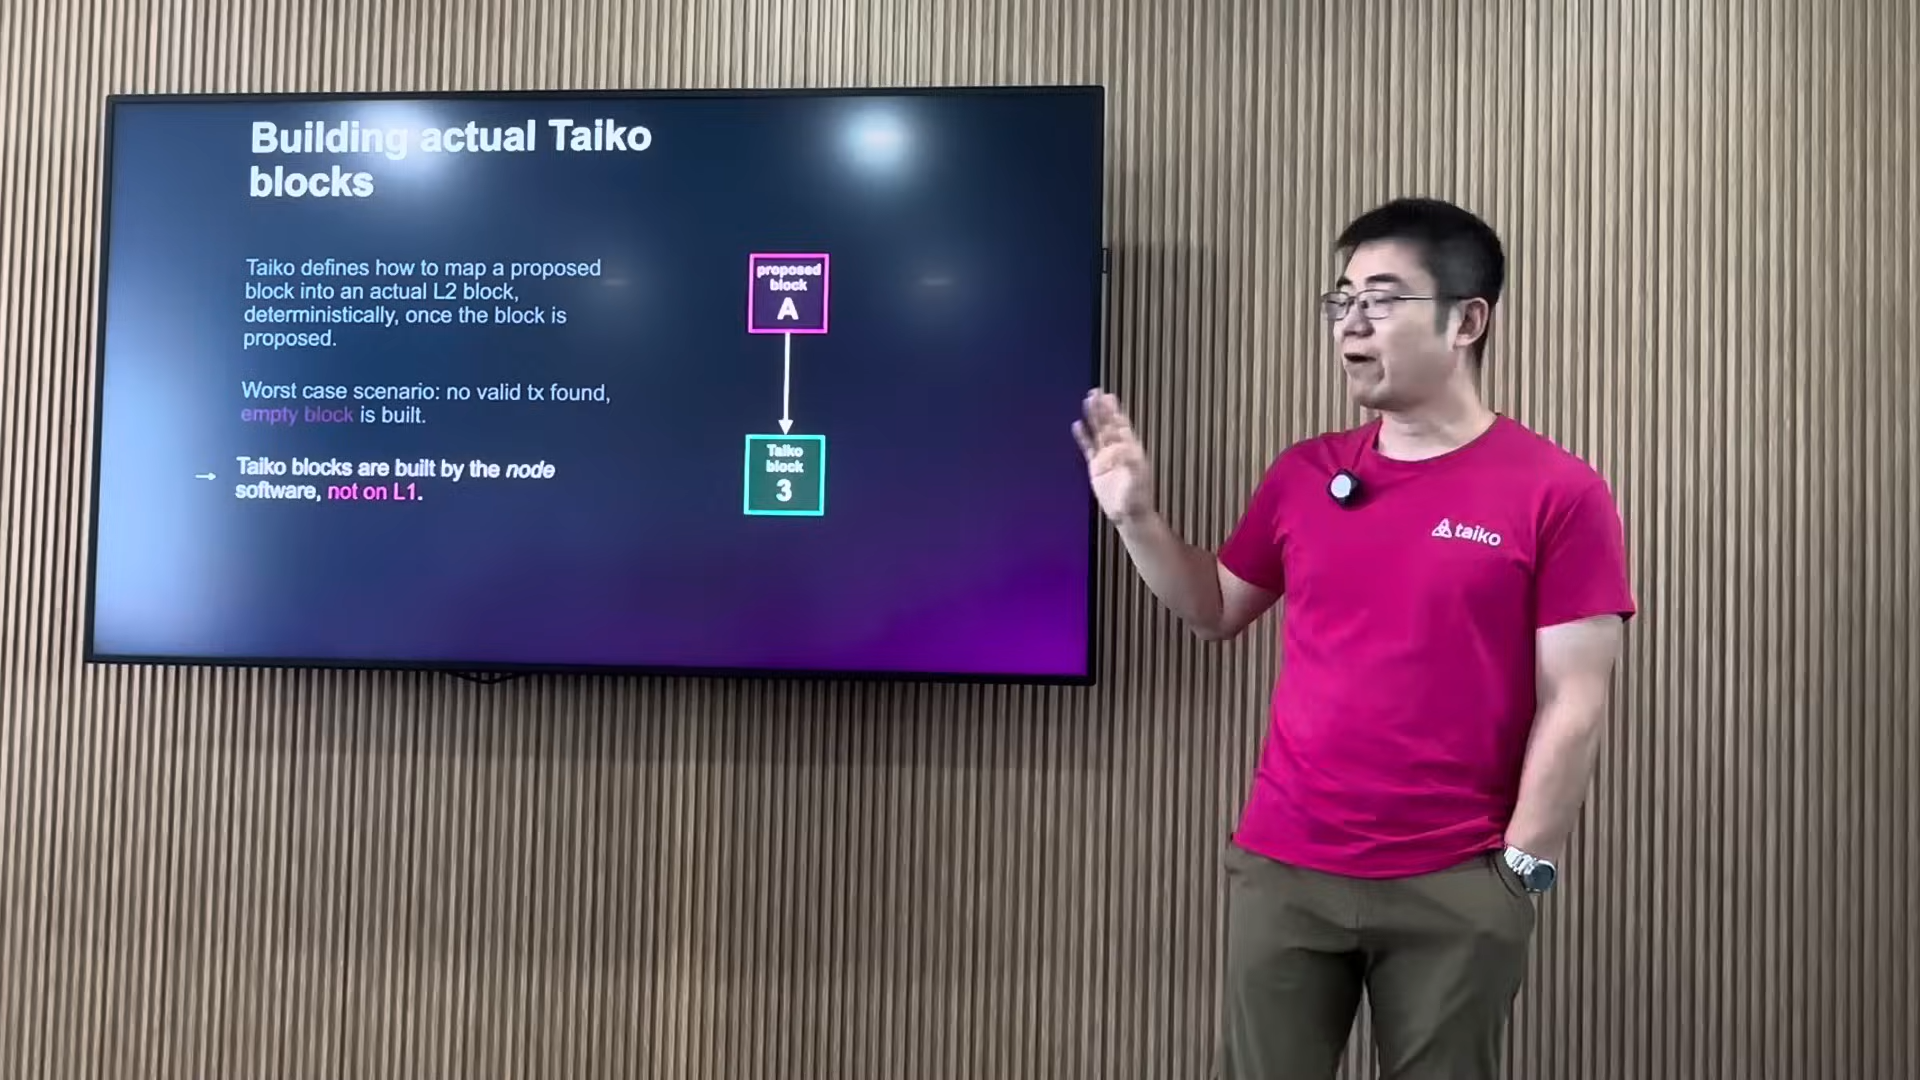 Building actual Taiko
blocks
Taiko defines how to map a proposed
block into an actual L2 block,
deterministically, once the block is
proposed.
Worst case scenario: no valid tx found,
empty block is built.
→ Taiko blocks are built by the node
software, not on L1.
proposed
block
A
Taiko
block
3
taiko